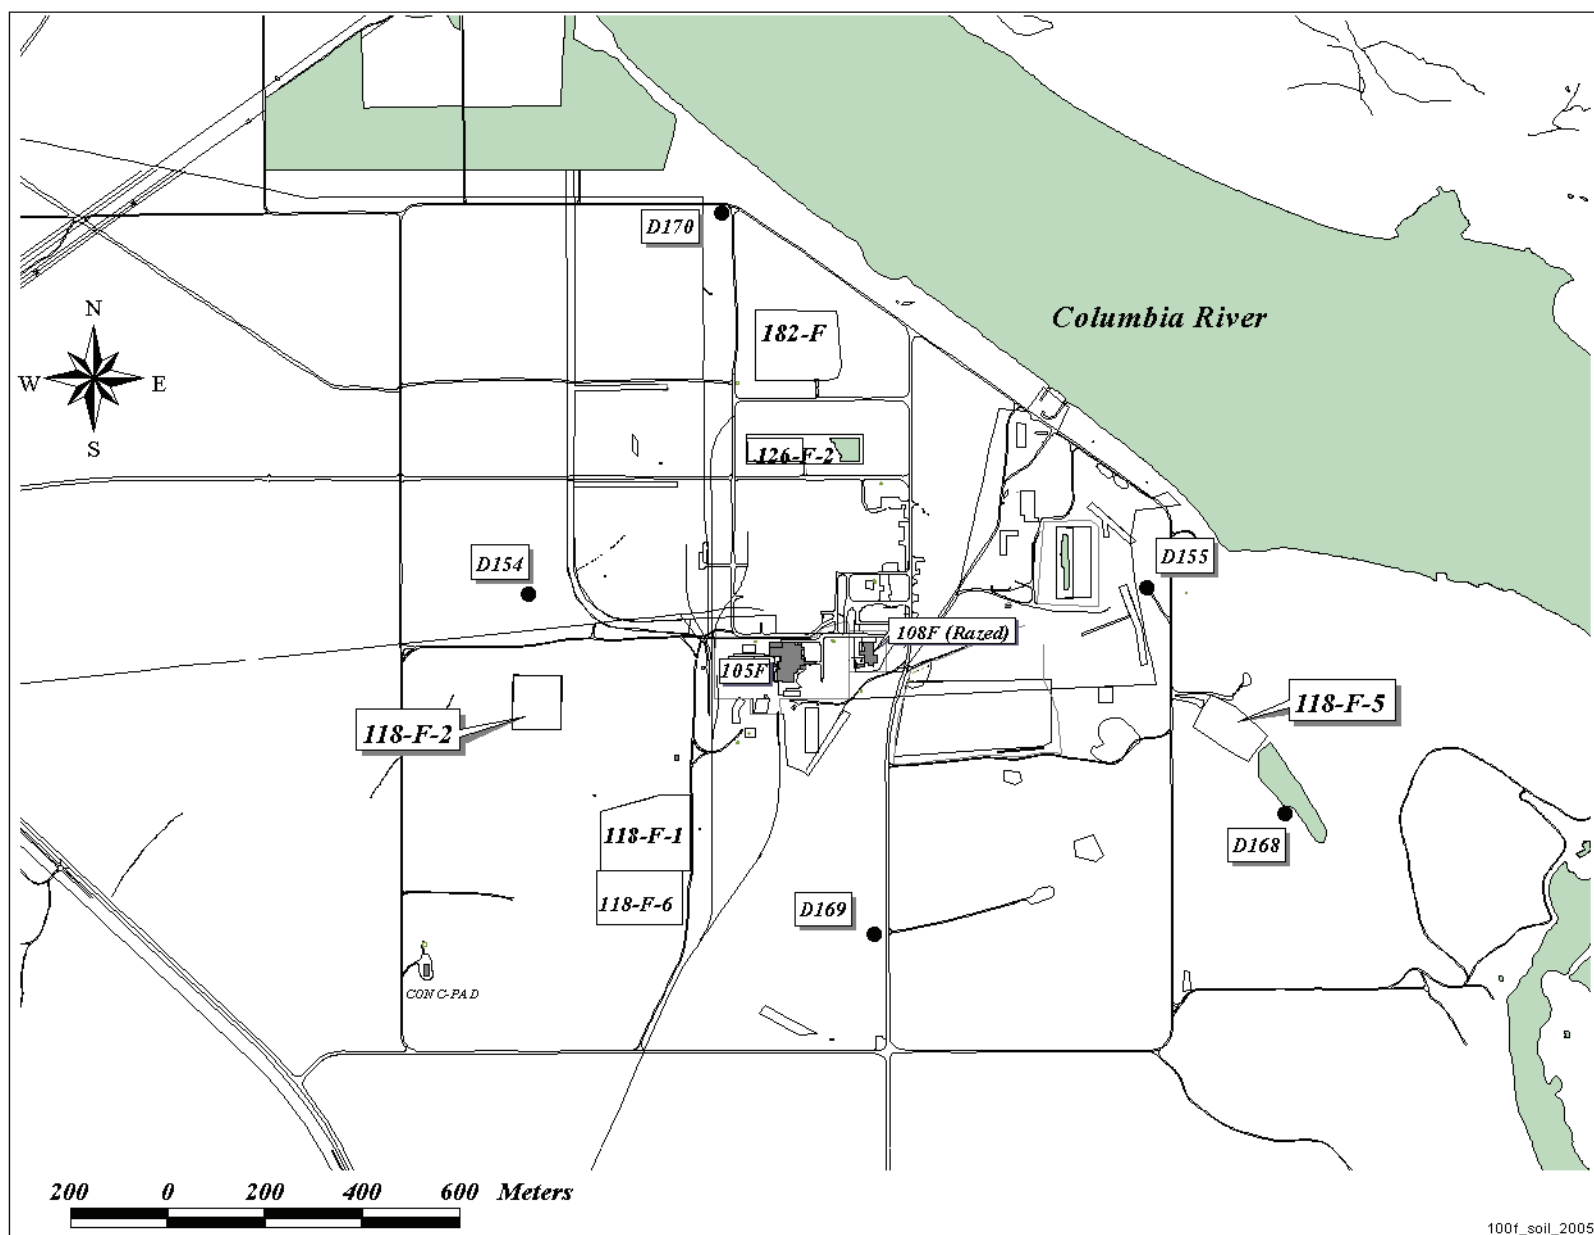 D170
N
182-F
Columbia River
W
E
S
126-F-2
D154
D155
108F (Razed)
105F
118-F-2
118-F-5
118-F-1
D168
118-F-6
D169
CONC-PAD
200 0 200 400 600 Meters
100f_soil_2005